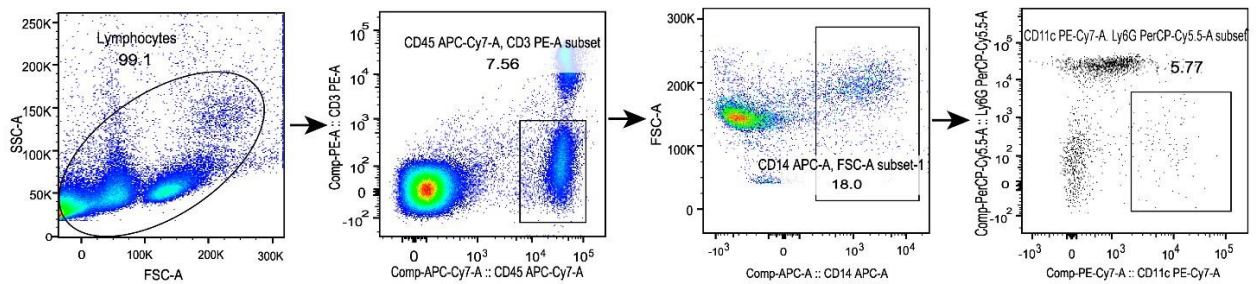 250K
200K
150K
100K
50K
0
SSC-A
Lymphocytes
99.1
0
100K
200K
300K
FSC-A
10^5
10^4
10^3
10^2
0
-10^2
Comp-PE-A :: CD3 PE-A
CD45 APC-Cy7-A, CD3 PE-A subset
7.56
0
10^3
10^4
10^5
Comp-APC-Cy7-A :: CD45 APC-Cy7-A
300K
200K
100K
0
FSC-A
CD14 APC-A, FSC-A subset-1
18.0
-10^3
0
10^3
10^4
Comp-APC-A :: CD14 APC-A
10^5
10^4
10^3
10^2
0
-10^2
Comp-PerCP-Cy5.5-A :: Ly6G PerCP-Cy5.5-A
CD11c PE-Cy7-A. Ly6G PerCP-Cy5.5-A subset
5.77
0
10^3
10^4
10^5
Comp-PE-Cy7-A :: CD11c PE-Cy7-A